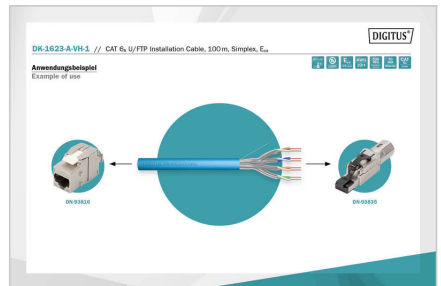 DIGITUS®
DK-1623-A-VH-1 // CAT 6A U/FTP Installation Cable, 100 m, Simplex, Eca
Anwendungsbeispiel
Example of use
DN-93616
DN-93835